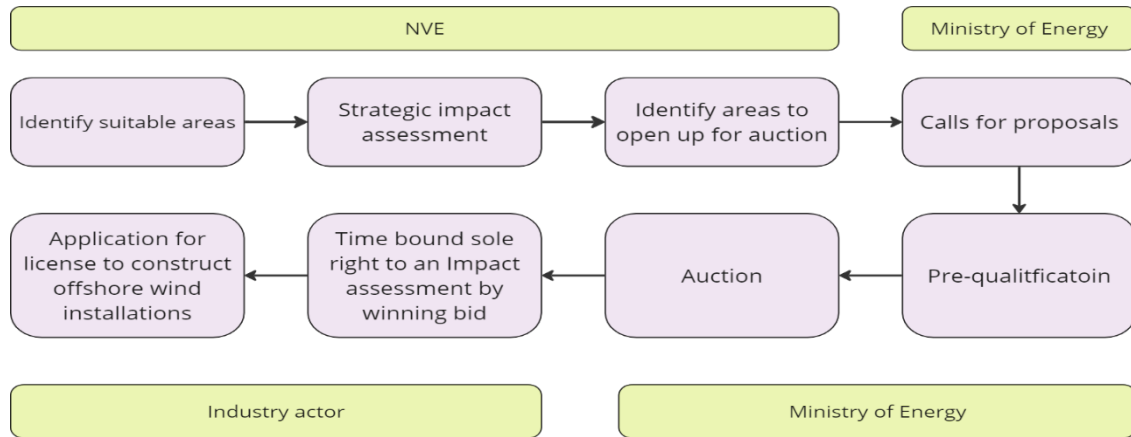 NVE
Ministry of Energy
Identify suitable areas
Strategic impact
assessment
Identify areas to
open up for auction
Calls for proposals
Application for
license to construct
offshore wind
installations
Time bound sole
right to an Impact
assessment by
winning bid
Auction
Pre-qualitficatoin
Industry actor
Ministry of Energy